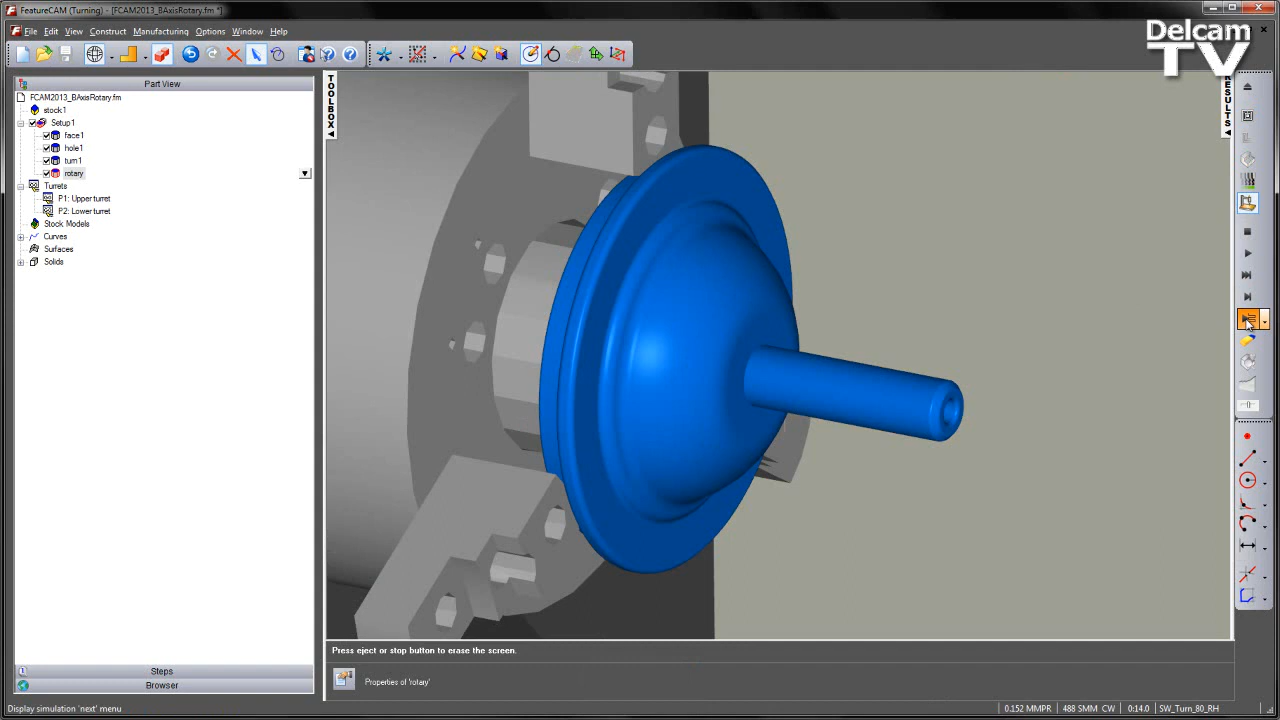 FeatureCAM (Turning) - [FCAM2013_BAxisRotary.fm *]
File Edit View Construct Manufacturing Options Window Help
Delcam
TV
Part View
FCAM2013_BAxisRotary.fm
stock1
Setup1
face1
hole1
turn1
rotary
Turrets
P1: Upper turret
P2: Lower turret
Stock Models
Curves
Surfaces
Solids
TOOLBOX
RESULTS
Press eject or stop button to erase the screen.
Properties of 'rotary'
Steps
Browser
Display simulation 'next' menu
0.152 MMPR 488 SMM CW 0:14.0 SW_Turn_80_RH